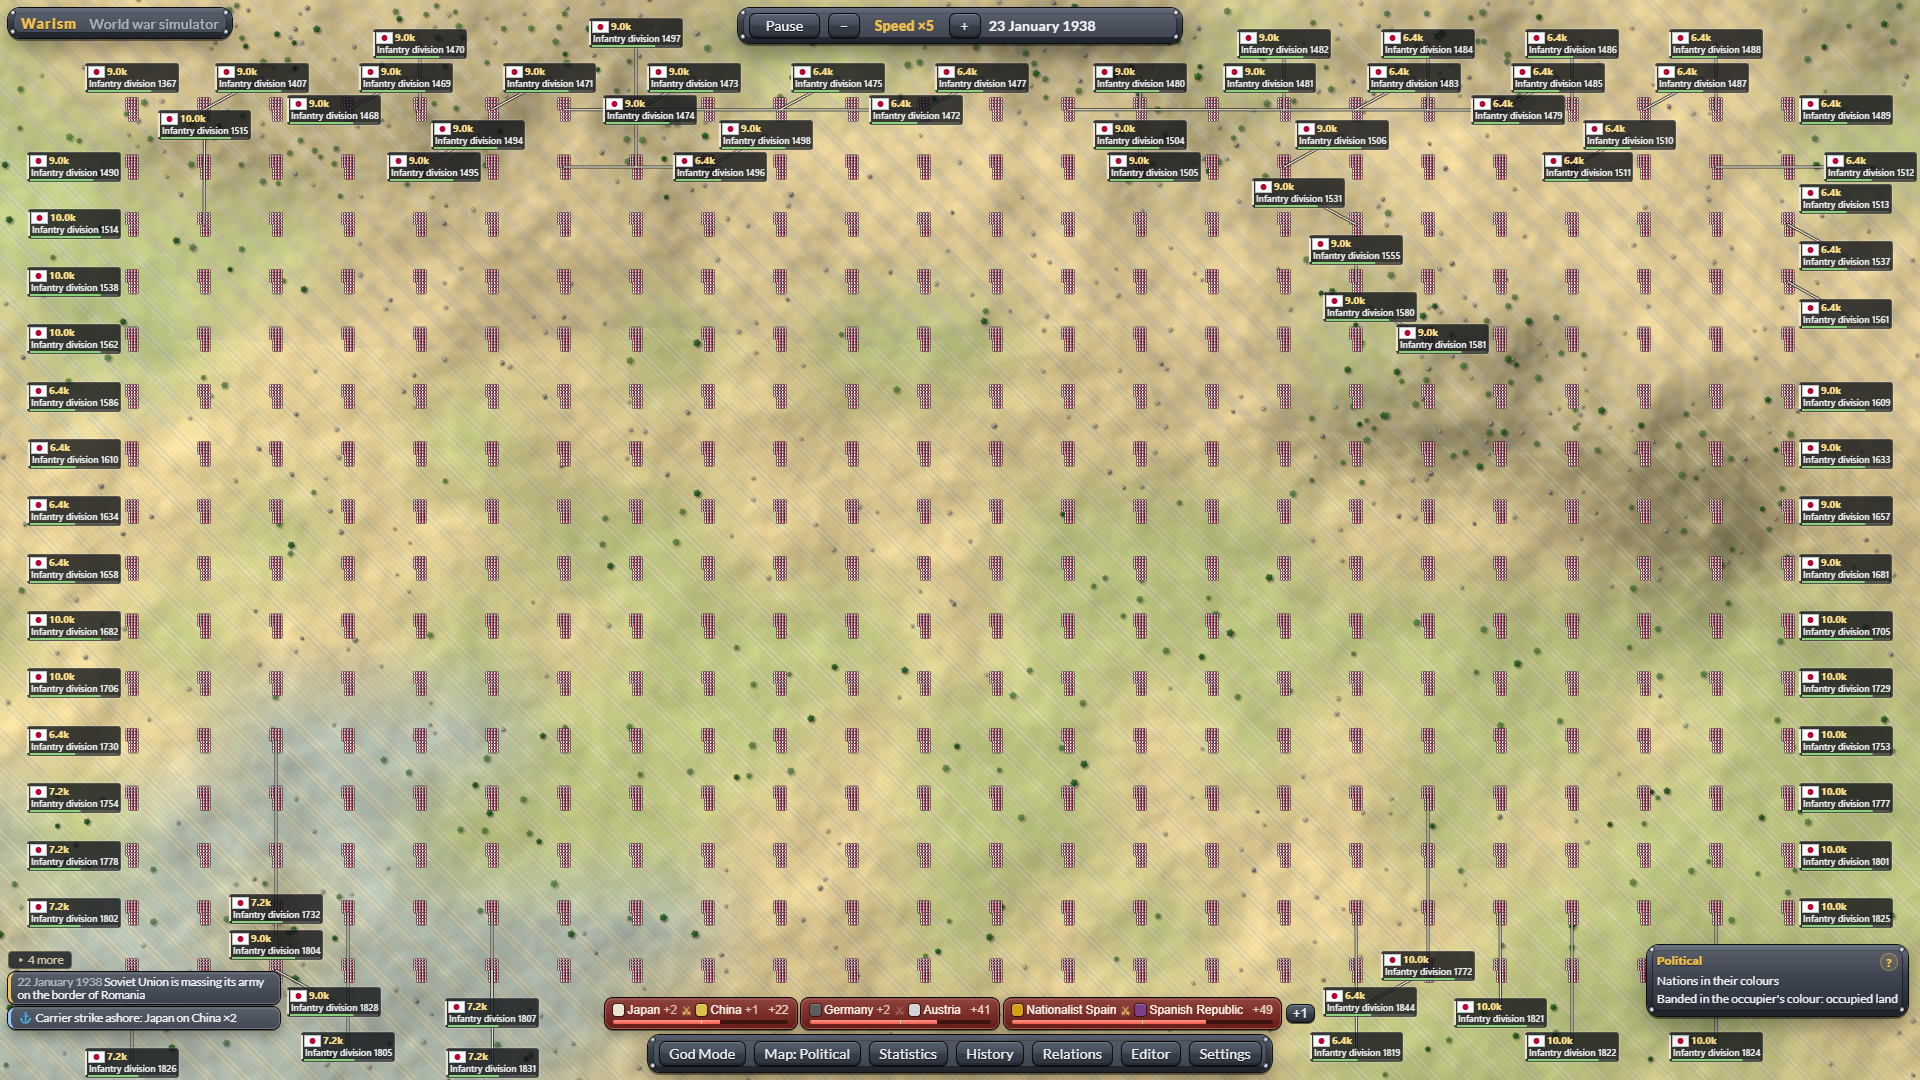 Warism World war simulator
Pause − Speed ×5 + 23 January 1938
9.0k
Infantry division 1470
9.0k
Infantry division 1497
9.0k
Infantry division 1482
6.4k
Infantry division 1484
6.4k
Infantry division 1486
6.4k
Infantry division 1488
9.0k
Infantry division 1367
9.0k
Infantry division 1407
9.0k
Infantry division 1469
9.0k
Infantry division 1471
9.0k
Infantry division 1473
6.4k
Infantry division 1475
6.4k
Infantry division 1477
9.0k
Infantry division 1480
9.0k
Infantry division 1481
6.4k
Infantry division 1483
6.4k
Infantry division 1485
6.4k
Infantry division 1487
10.0k
Infantry division 1515
9.0k
Infantry division 1468
9.0k
Infantry division 1474
6.4k
Infantry division 1472
6.4k
Infantry division 1479
6.4k
Infantry division 1489
9.0k
Infantry division 1494
9.0k
Infantry division 1498
9.0k
Infantry division 1504
9.0k
Infantry division 1506
6.4k
Infantry division 1510
9.0k
Infantry division 1490
9.0k
Infantry division 1495
6.4k
Infantry division 1496
9.0k
Infantry division 1505
6.4k
Infantry division 1511
6.4k
Infantry division 1512
9.0k
Infantry division 1531
6.4k
Infantry division 1513
10.0k
Infantry division 1514
9.0k
Infantry division 1555
6.4k
Infantry division 1537
10.0k
Infantry division 1538
9.0k
Infantry division 1580
6.4k
Infantry division 1561
10.0k
Infantry division 1562
9.0k
Infantry division 1581
6.4k
Infantry division 1586
9.0k
Infantry division 1609
6.4k
Infantry division 1610
9.0k
Infantry division 1633
6.4k
Infantry division 1634
9.0k
Infantry division 1657
6.4k
Infantry division 1658
9.0k
Infantry division 1681
10.0k
Infantry division 1682
10.0k
Infantry division 1705
10.0k
Infantry division 1706
10.0k
Infantry division 1729
6.4k
Infantry division 1730
10.0k
Infantry division 1753
7.2k
Infantry division 1754
10.0k
Infantry division 1777
7.2k
Infantry division 1778
10.0k
Infantry division 1801
7.2k
Infantry division 1802
7.2k
Infantry division 1732
10.0k
Infantry division 1825
9.0k
Infantry division 1804
10.0k
Infantry division 1772
4 more
22 January 1938 Soviet Union is massing its army
on the border of Romania
Carrier strike ashore: Japan on China ×2
9.0k
Infantry division 1828
7.2k
Infantry division 1807
6.4k
Infantry division 1844
10.0k
Infantry division 1821
Political ?
Nations in their colours
Banded in the occupier's colour: occupied land
Japan +2 China +1 +22
Germany +2 Austria +41
Nationalist Spain Spanish Republic +49
+1
7.2k
Infantry division 1826
7.2k
Infantry division 1805
7.2k
Infantry division 1831
6.4k
Infantry division 1819
10.0k
Infantry division 1822
10.0k
Infantry division 1824
God Mode Map: Political Statistics History Relations Editor Settings